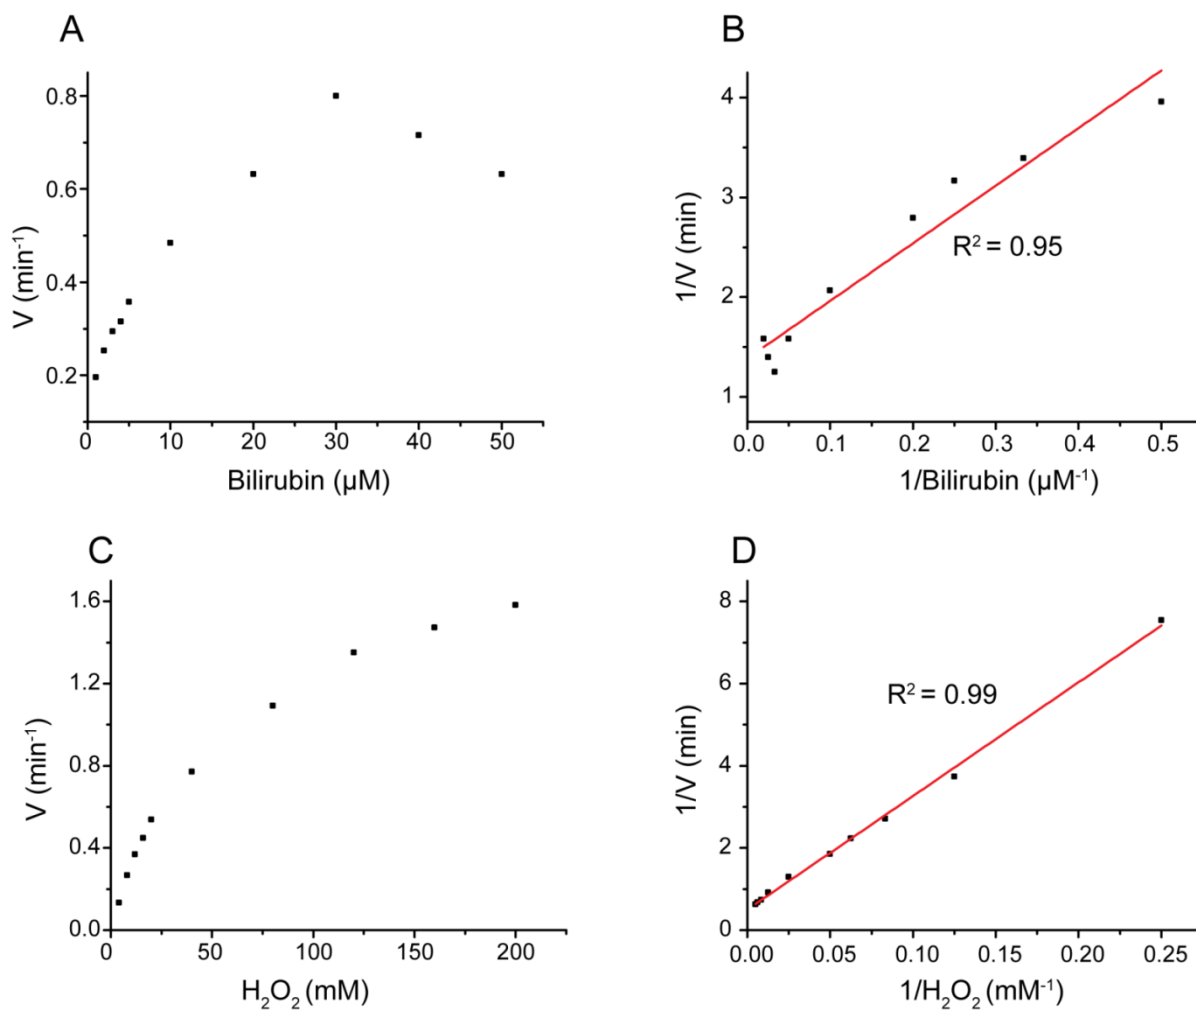 A
0.8
0.6
0.4
0.2
V (min⁻¹)
0
10
20
30
40
50
Bilirubin (µM)
B
4
3
2
1
1/V (min)
R² = 0.95
0.0
0.1
0.2
0.3
0.4
0.5
1/Bilirubin (µM⁻¹)
C
1.6
1.2
0.8
0.4
0.0
V (min⁻¹)
0
50
100
150
200
H₂O₂ (mM)
D
8
6
4
2
0
1/V (min)
R² = 0.99
0.00
0.05
0.10
0.15
0.20
0.25
1/H₂O₂ (mM⁻¹)